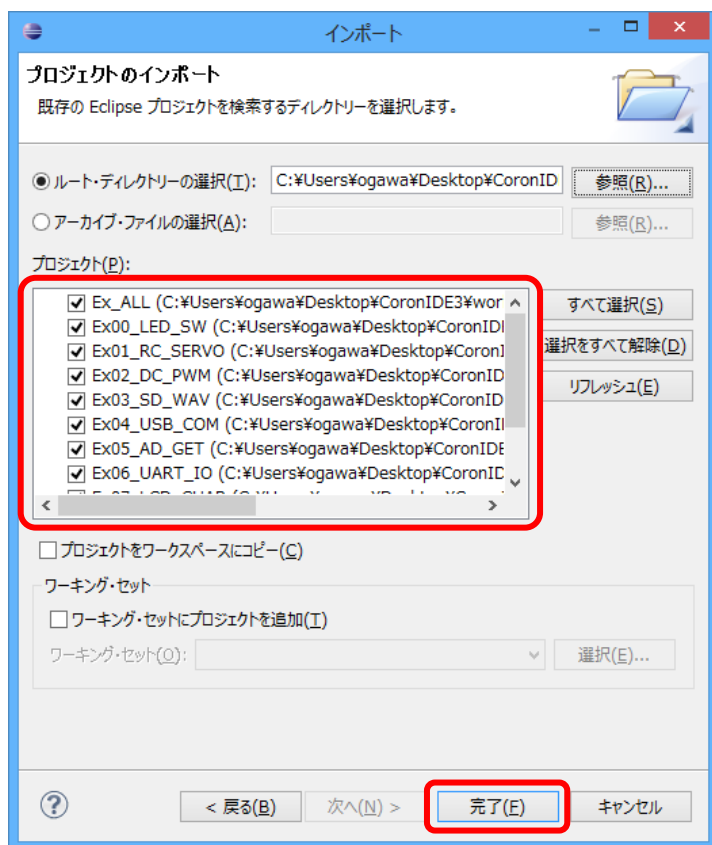 インポート
プロジェクトのインポート
既存の Eclipse プロジェクトを検索するディレクトリーを選択します。
ルート・ディレクトリーの選択(T): C:¥Users¥ogawa¥Desktop¥CoronID 参照(R)...
アーカイブ・ファイルの選択(A): 参照(R)...
プロジェクト(P):
Ex_ALL (C:¥Users¥ogawa¥Desktop¥CoronIDE3¥wor すべて選択(S)
Ex00_LED_SW (C:¥Users¥ogawa¥Desktop¥CoronID
Ex01_RC_SERVO (C:¥Users¥ogawa¥Desktop¥CoronI 選択をすべて解除(D)
Ex02_DC_PWM (C:¥Users¥ogawa¥Desktop¥CoronID
Ex03_SD_WAV (C:¥Users¥ogawa¥Desktop¥CoronID リフレッシュ(E)
Ex04_USB_COM (C:¥Users¥ogawa¥Desktop¥CoronI
Ex05_AD_GET (C:¥Users¥ogawa¥Desktop¥CoronIDE
Ex06_UART_IO (C:¥Users¥ogawa¥Desktop¥CoronID
プロジェクトをワークスペースにコピー(C)
ワーキング・セット
ワーキング・セットにプロジェクトを追加(T)
ワーキング・セット(O): 選択(E)...
< 戻る(B) 次へ(N) > 完了(F) キャンセル